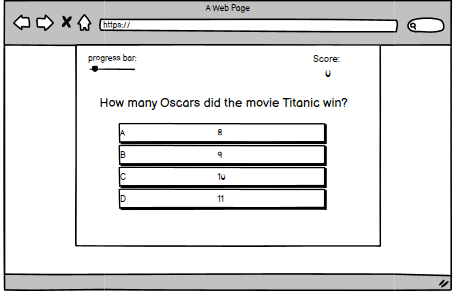 A Web Page
https://
progress bar:
Score:
0
How many Oscars did the movie Titanic win?
A 8
B 9
C 10
D 11